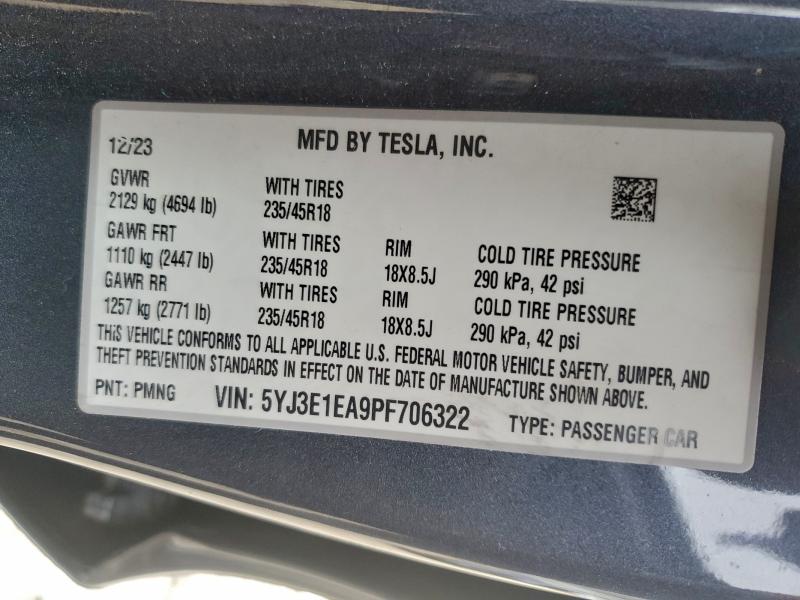 12/23 MFD BY TESLA, INC.
GVWR WITH TIRES
2129 kg (4694 lb) 235/45R18
GAWR FRT WITH TIRES RIM COLD TIRE PRESSURE
1110 kg (2447 lb) 235/45R18 18X8.5J 290 kPa, 42 psi
GAWR RR WITH TIRES RIM COLD TIRE PRESSURE
1257 kg (2771 lb) 235/45R18 18X8.5J 290 kPa, 42 psi
THIS VEHICLE CONFORMS TO ALL APPLICABLE U.S. FEDERAL MOTOR VEHICLE SAFETY, BUMPER, AND
THEFT PREVENTION STANDARDS IN EFFECT ON THE DATE OF MANUFACTURE SHOWN ABOVE.
PNT: PMNG VIN: 5YJ3E1EA9PF706322 TYPE: PASSENGER CAR